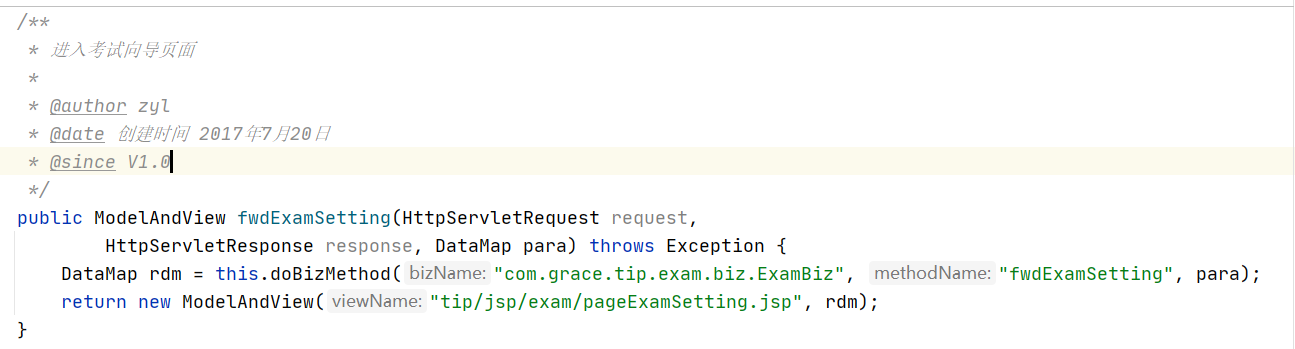 /**
 * 进入考试向导页面
 *
 * @author zyl
 * @date 创建时间 2017年7月20日
 * @since V1.0
 */
public ModelAndView fwdExamSetting(HttpServletRequest request,
        HttpServletResponse response, DataMap para) throws Exception {
    DataMap rdm = this.doBizMethod( bizName: "com.grace.tip.exam.biz.ExamBiz", methodName: "fwdExamSetting", para);
    return new ModelAndView( viewName: "tip/jsp/exam/pageExamSetting.jsp", rdm);
}